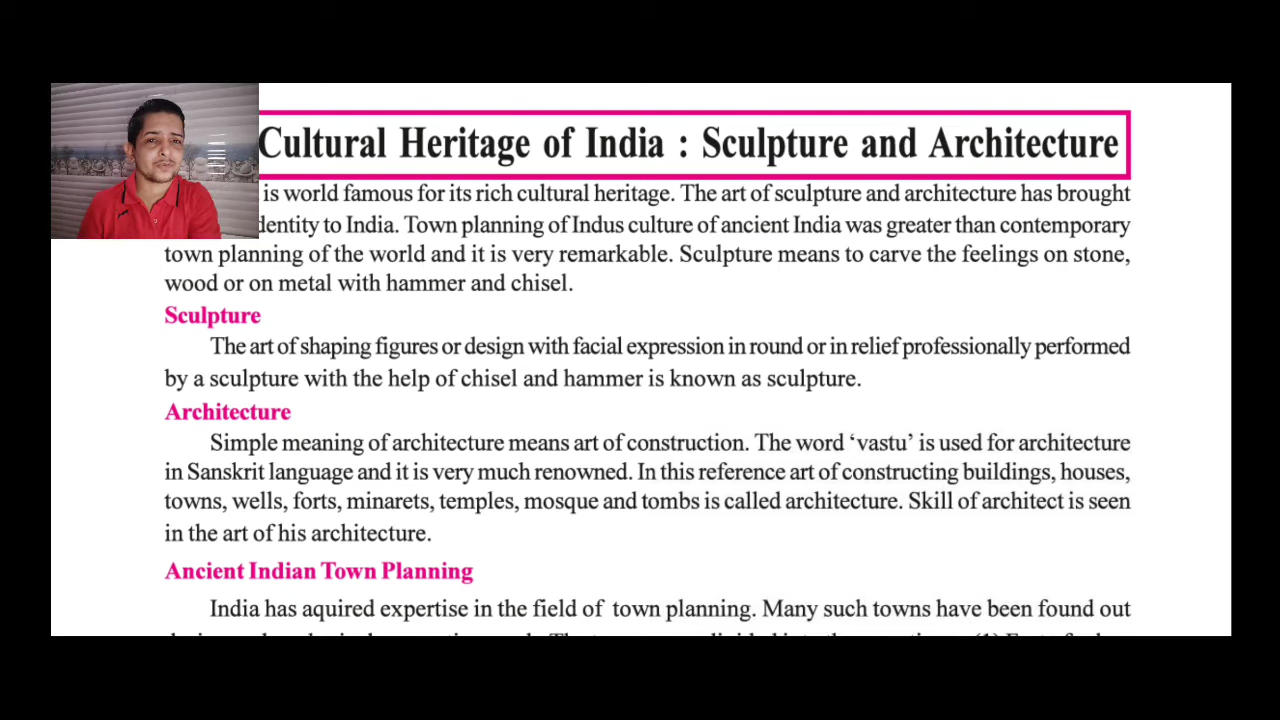 Cultural Heritage of India : Sculpture and Architecture
is world famous for its rich cultural heritage. The art of sculpture and architecture has brought
to India. Town planning of Indus culture of ancient India was greater than contemporary
town planning of the world and it is very remarkable. Sculpture means to carve the feelings on stone,
wood or on metal with hammer and chisel.
Sculpture
The art of shaping figures or design with facial expression in round or in relief professionally performed
by a sculpture with the help of chisel and hammer is known as sculpture.
Architecture
Simple meaning of architecture means art of construction. The word ‘vastu’ is used for architecture
in Sanskrit language and it is very much renowned. In this reference art of constructing buildings, houses,
towns, wells, forts, minarets, temples, mosque and tombs is called architecture. Skill of architect is seen
in the art of his architecture.
Ancient Indian Town Planning
India has aquired expertise in the field of town planning. Many such towns have been found out